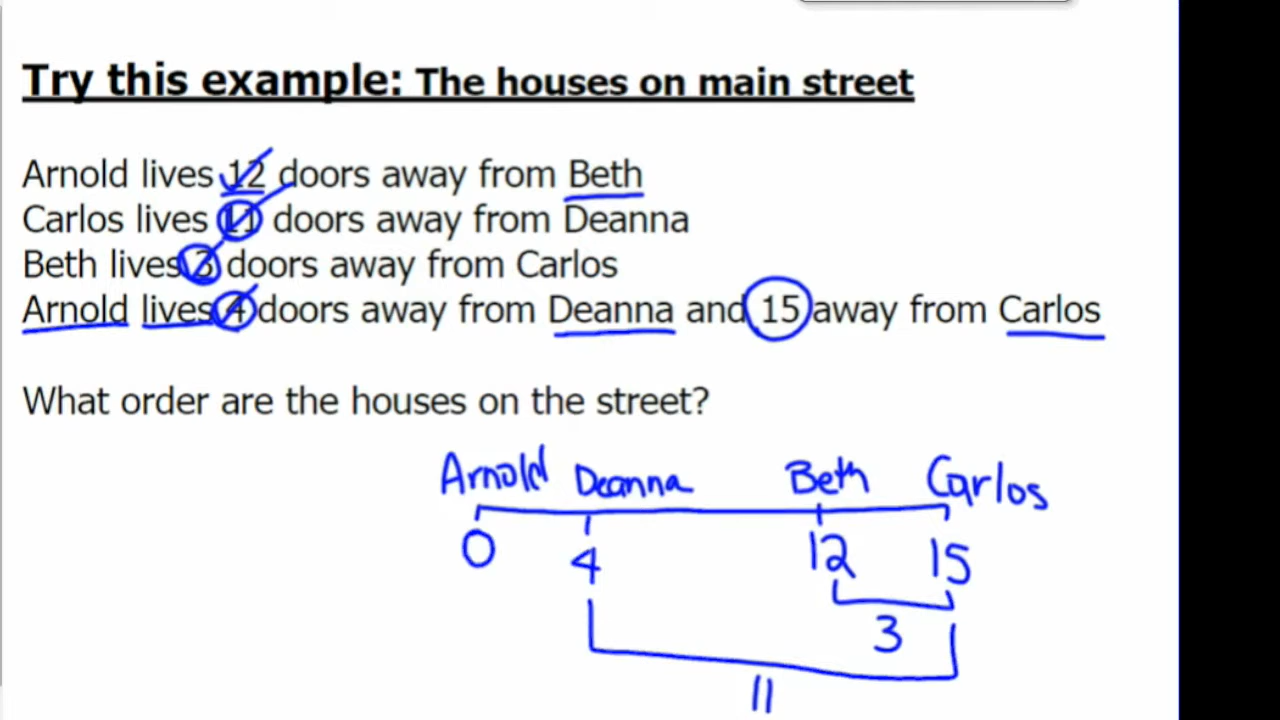 Try this example: The houses on main street
Arnold lives 12 doors away from Beth
Carlos lives 11 doors away from Deanna
Beth lives 3 doors away from Carlos
Arnold lives 4 doors away from Deanna and 15 away from Carlos
What order are the houses on the street?
Arnold Deanna Beth Carlos
0 4 12 15
3
11